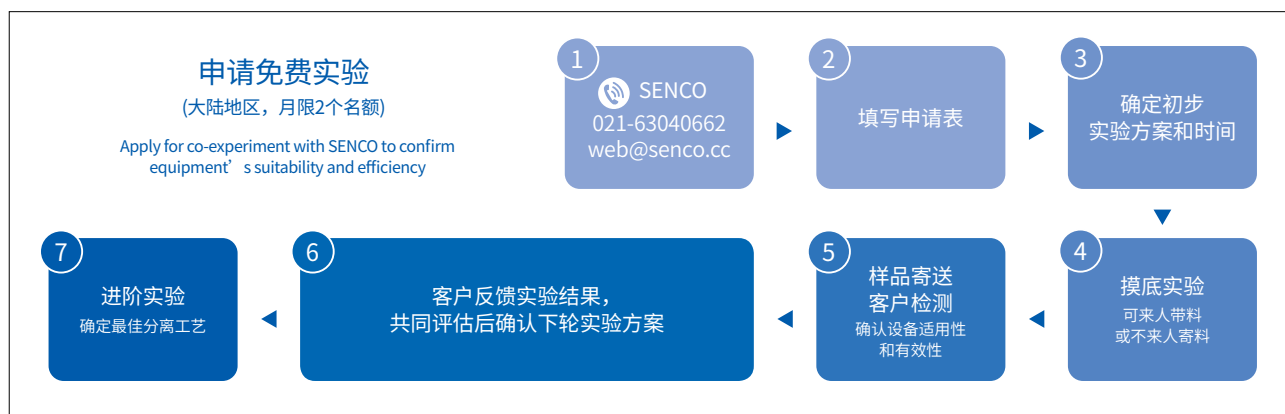 申请免费实验
(大陆地区，月限2个名额)
Apply for co-experiment with SENCO to confirm
equipment’s suitability and efficiency
1
SENCO
021-63040662
web@senco.cc
2
填写申请表
3
确定初步
实验方案和时间
4
摸底实验
可来人带料
或不来人寄料
5
样品寄送
客户检测
确认设备适用性
和有效性
6
客户反馈实验结果，
共同评估后确认下轮实验方案
7
进阶实验
确定最佳分离工艺